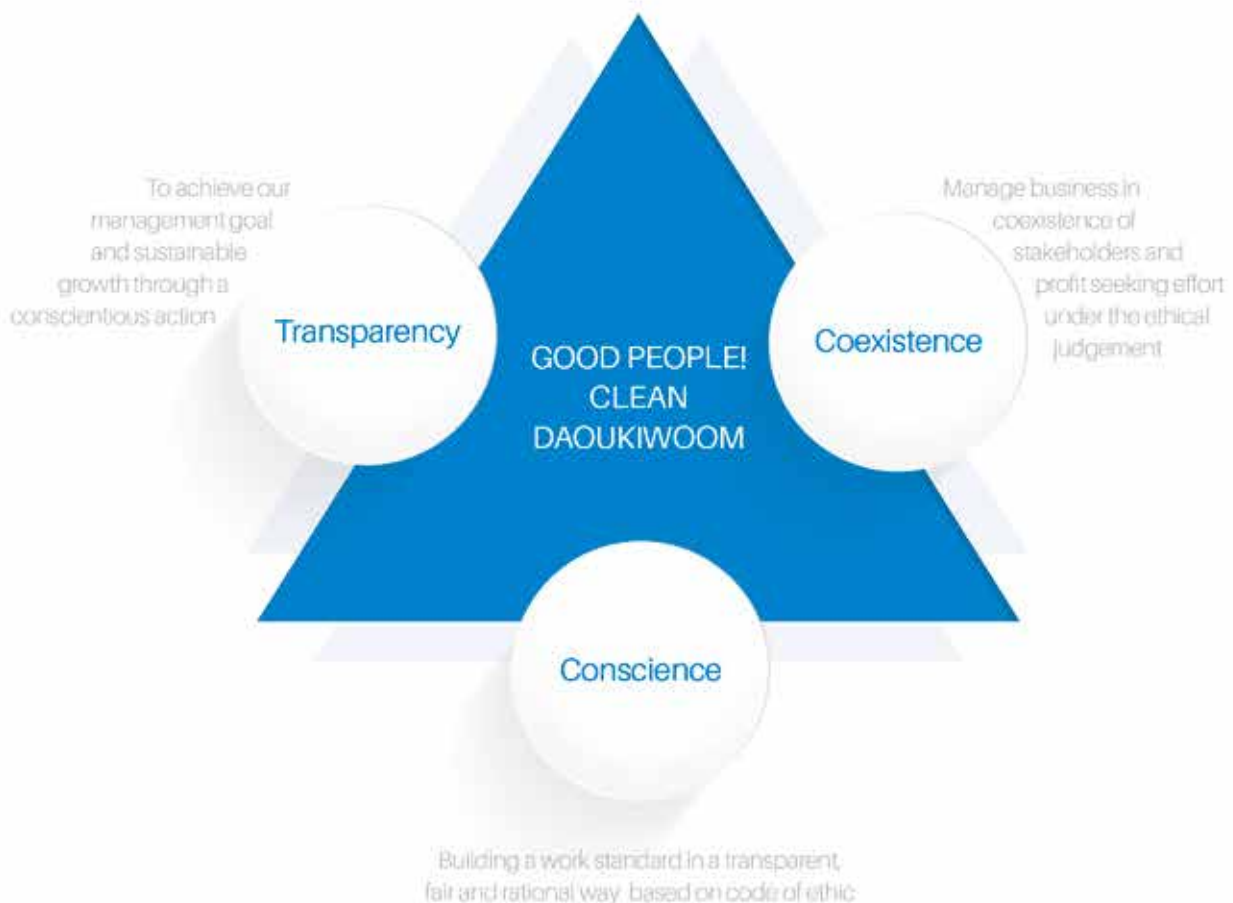 To achieve our
management goal
and sustainable
growth through a
conscientious action
Transparency
Manage business in
coexistence of
stakeholders and
profit seeking effort
under the ethical
judgement
Coexistence
GOOD PEOPLE!
CLEAN
DAOUKIWOOM
Conscience
Building a work standard in a transparent,
fair and rational way based on code of ethic